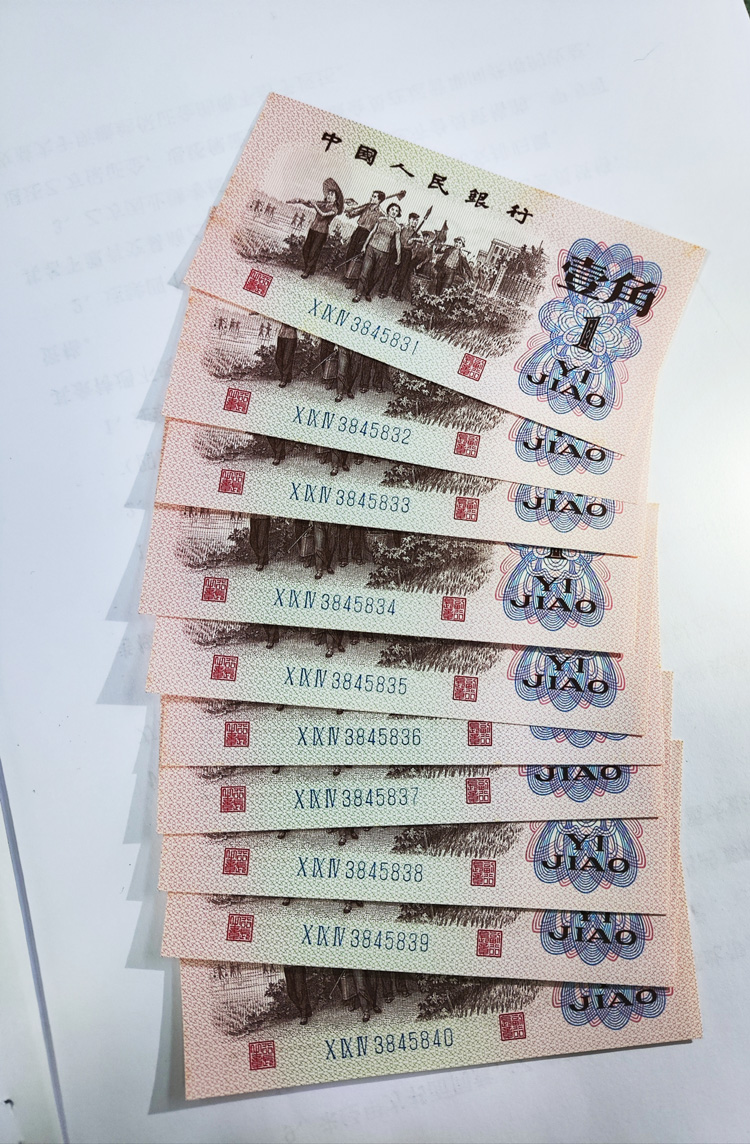 中國人民銀行
壹角
1
YI
JIAO
X IX IV 3845831
JIAO
X IX IV 3845832
JIAO
X IX IV 3845833
YI
JIAO
X IX IV 3845834
YI
JIAO
X IX IV 3845835
X IX IV 3845836
JIAO
X IX IV 3845837
YI
JIAO
X IX IV 3845838
YI
JIAO
X IX IV 3845839
JIAO
X IX IV 3845840